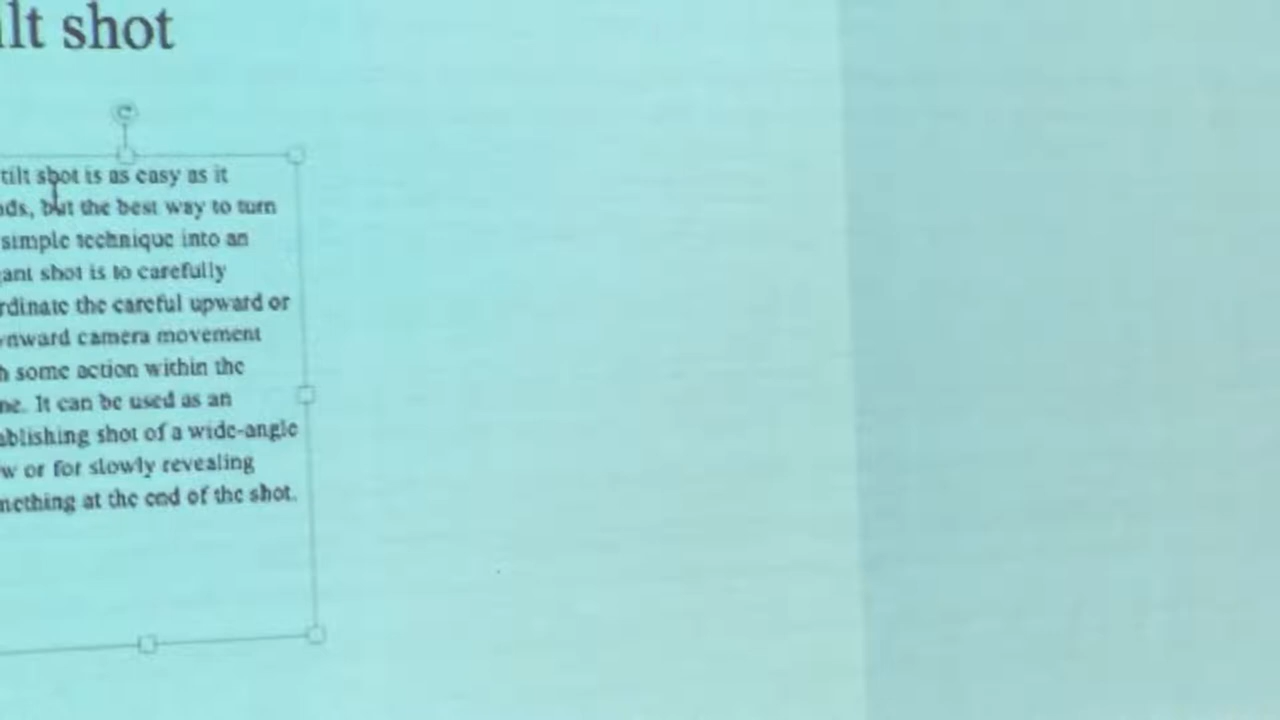 ilt shot
tilt shot is as easy as it
nds, but the best way to turn
simple technique into an
gant shot is to carefully
rdinate the careful upward or
wnward camera movement
h some action within the
ne. It can be used as an
ablishing shot of a wide-angle
w or for slowly revealing
mething at the end of the shot.